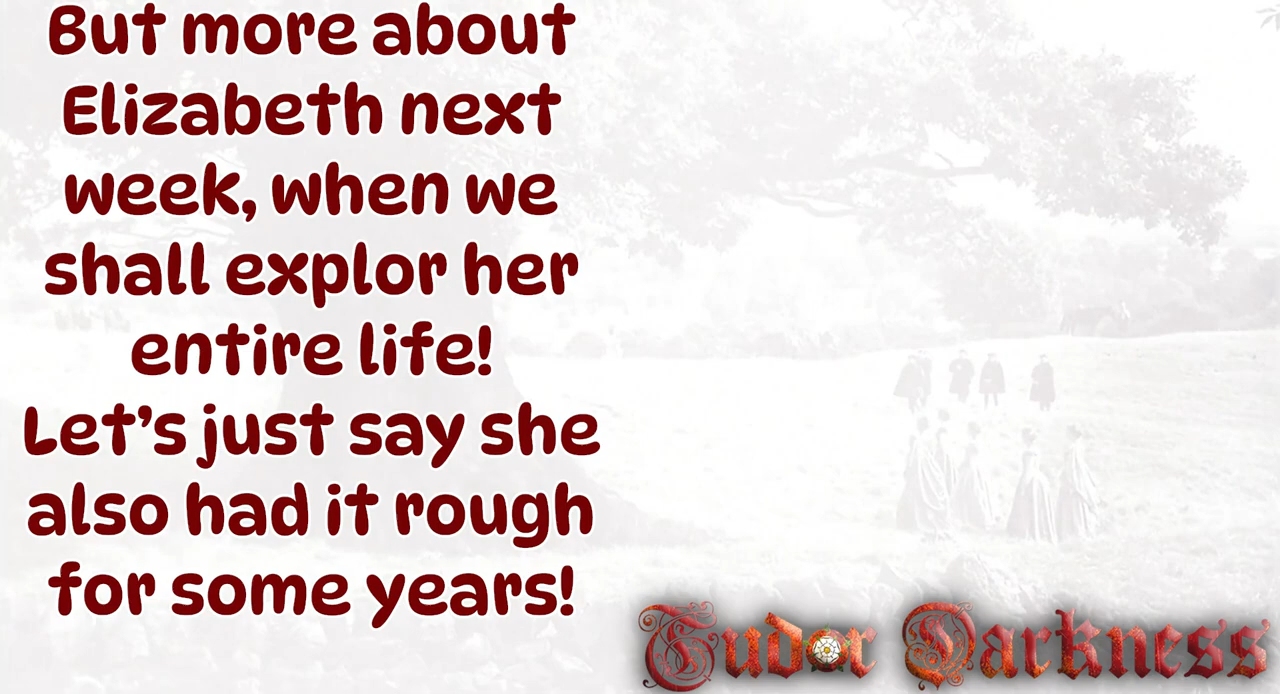 But more about
Elizabeth next
week, when we
shall explor her
entire life!
Let's just say she
also had it rough
for some years!
Tudor Darkness